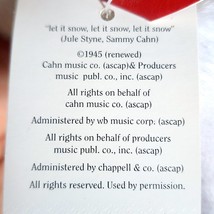 "let it snow, let it snow, let it snow"
(Jule Styne, Sammy Cahn)
©1945 (renewed)
Cahn music co. (ascap)& Producers
music publ. co., inc. (ascap)
All rights on behalf of
cahn music co. (ascap)
Administered by wb music corp. (ascap)
All rights on behalf of producers
music publ. co., inc. (ascap)
Administered by chappell & co. (ascap)
All rights reserved. Used by permission.